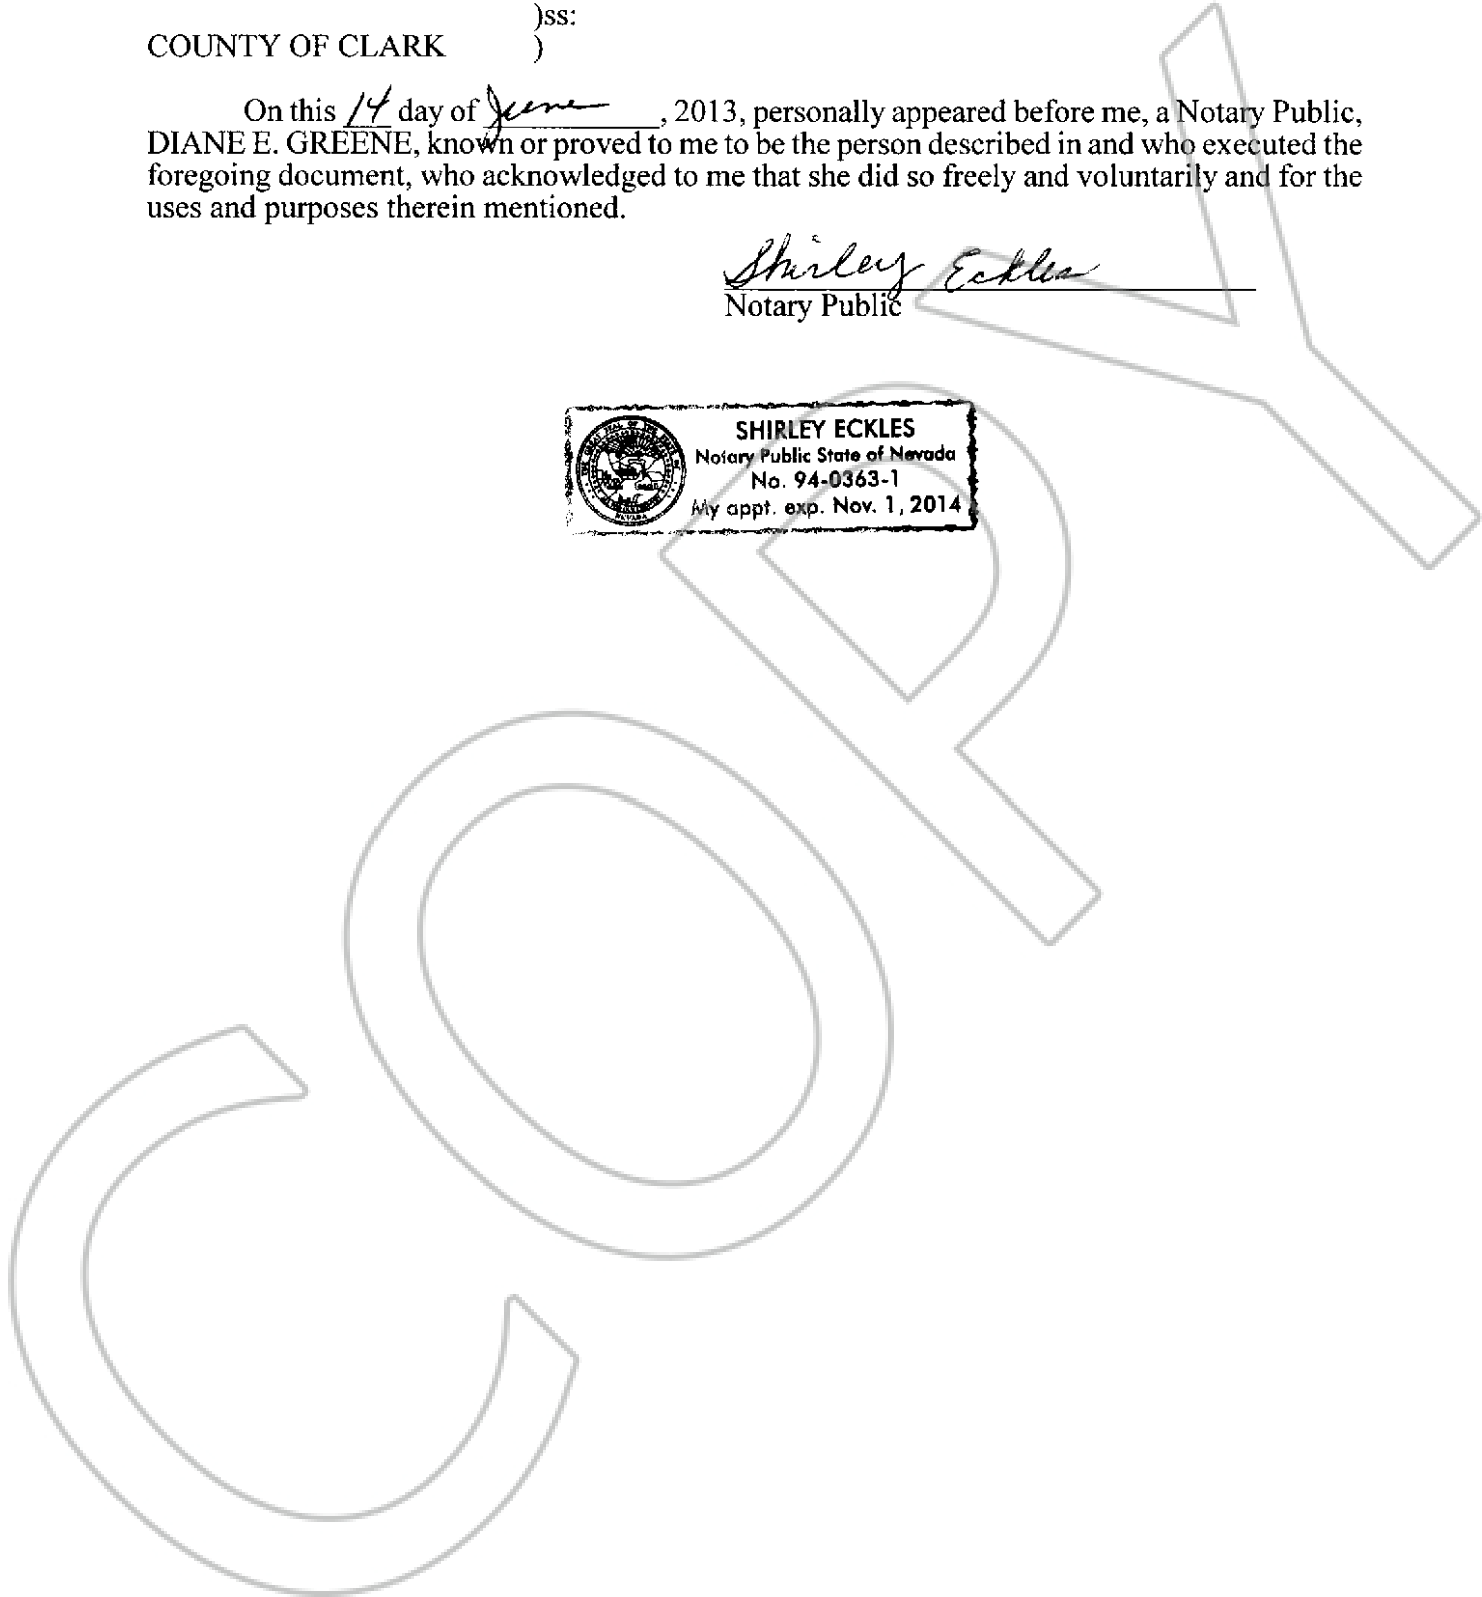 )ss:
COUNTY OF CLARK )
On this 14 day of June, 2013, personally appeared before me, a Notary Public,
DIANE E. GREENE, known or proved to me to be the person described in and who executed the
foregoing document, who acknowledged to me that she did so freely and voluntarily and for the
uses and purposes therein mentioned.
Shirley Eckles
Notary Public
SHIRLEY ECKLES
Notary Public State of Nevada
No. 94-0363-1
My appt. exp. Nov. 1, 2014
NEVADA
COPY